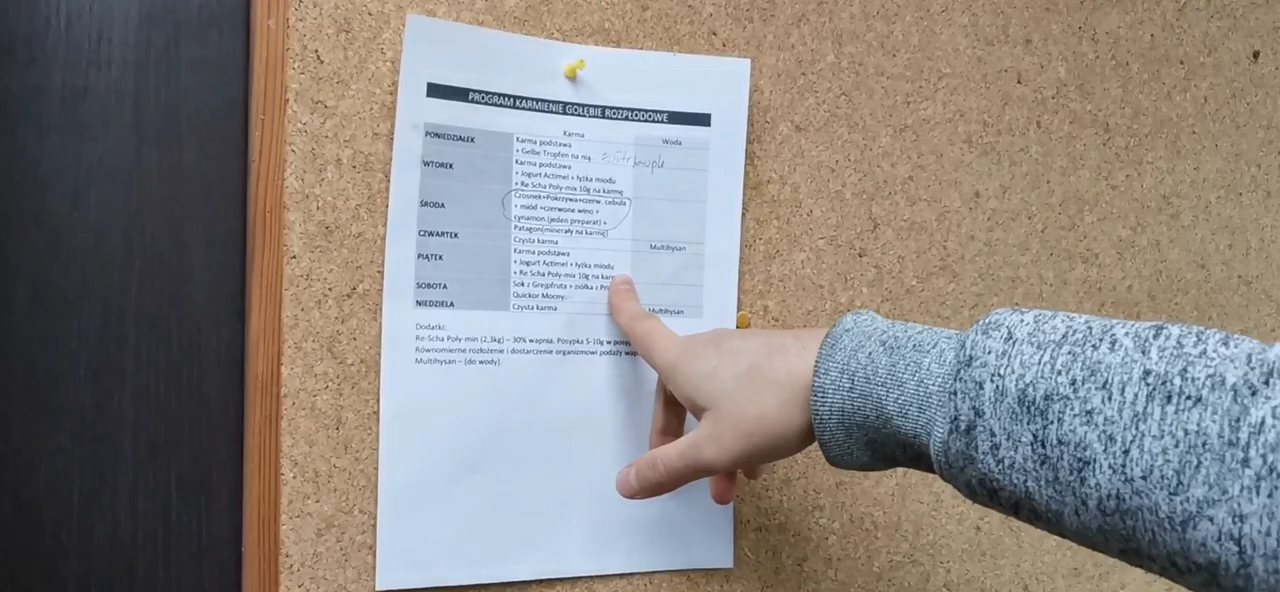 PROGRAM KARMIENIE GOŁĘBIE ROZPŁODOWE
Karma Woda
PONIEDZIAŁEK Karma podstawa
+ Gelbe Tropfen na nią.
WTOREK Karma podstawa
+ Jogurt Actimel + łyżka miodu
+ Re Scha Poly-mix 10g na karmę
ŚRODA Czosnek+Pokrzywa+czerw. cebula
+ miód +czerwone wino +
cynamon (jeden preparat) +
Patagon(minerały na karmę)
CZWARTEK Czysta karma Multihysan
PIĄTEK Karma podstawa
+ Jogurt Actimel + łyżka miodu
+ Re Scha Poly-mix 10g na
SOBOTA Sok z Grejpfruta + ziółka z
Quickor Mocny.
NIEDZIELA Czysta karma Multihysan
Dodatki:
Re-Scha Poly-min (2,3kg) – 30% wapnia. Posypka 5-10g w
Równomierne rozłożenie i dostarczenie organizmowi podaży
Multihysan – (do wody).